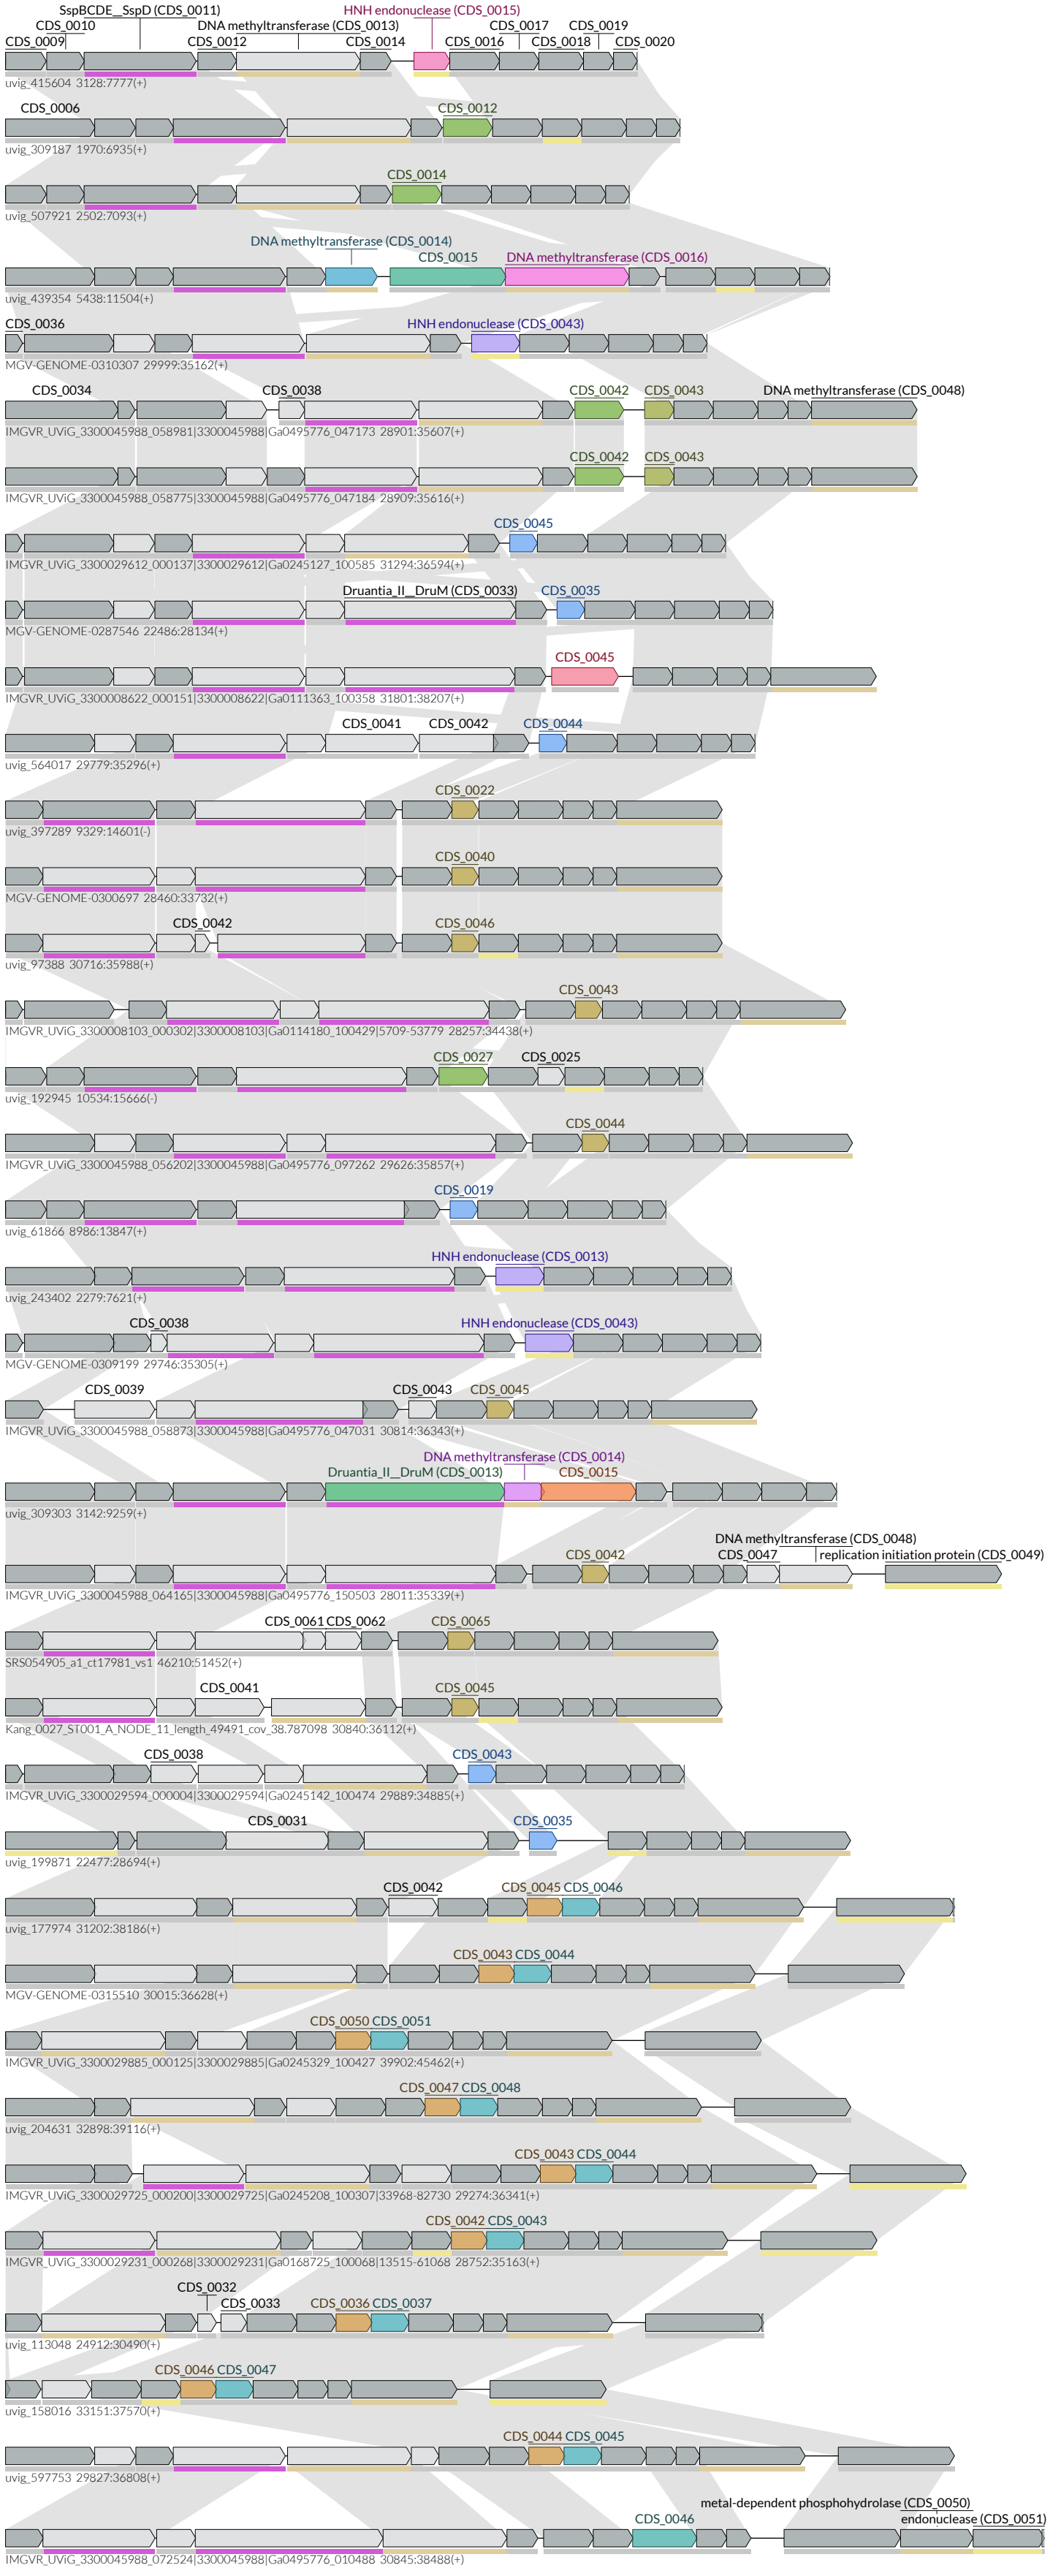 SspBCDE__SspD (CDS_0011) HNH endonuclease (CDS_0015)
CDS_0010 DNA methyltransferase (CDS_0013) CDS_0017 CDS_0019
CDS_0009 CDS_0012 CDS_0014 CDS_0016 CDS_0018 CDS_0020
uvig_415604 3128:7777(+)
CDS_0006 CDS_0012
uvig_309187 1970:6935(+)
CDS_0014
uvig_507921 2502:7093(+)
DNA methyltransferase (CDS_0014)
CDS_0015 DNA methyltransferase (CDS_0016)
uvig_439354 5438:11504(+)
CDS_0036 HNH endonuclease (CDS_0043)
MGV-GENOME-0310307 29999:35162(+)
CDS_0034 CDS_0038 CDS_0042 CDS_0043 DNA methyltransferase (CDS_0048)
IMGVR_UViG_3300045988_058981|3300045988|Ga0495776_047173 28901:35607(+)
CDS_0042 CDS_0043
IMGVR_UViG_3300045988_058775|3300045988|Ga0495776_047184 28909:35616(+)
CDS_0045
IMGVR_UViG_3300029612_000137|3300029612|Ga0245127_100585 31294:36594(+)
Druantia_II__DruM (CDS_0033) CDS_0035
MGV-GENOME-0287546 22486:28134(+)
CDS_0045
IMGVR_UViG_3300008622_000151|3300008622|Ga0111363_100358 31801:38207(+)
CDS_0041 CDS_0042 CDS_0044
uvig_564017 29779:35296(+)
CDS_0022
uvig_397289 9329:14601(-)
CDS_0040
MGV-GENOME-0300697 28460:33732(+)
CDS_0042 CDS_0046
uvig_97388 30716:35988(+)
CDS_0043
IMGVR_UViG_3300008103_000302|3300008103|Ga0114180_100429|5709-53779 28257:34438(+)
CDS_0027 CDS_0025
uvig_192945 10534:15666(-)
CDS_0044
IMGVR_UViG_3300045988_056202|3300045988|Ga0495776_097262 29626:35857(+)
CDS_0019
uvig_61866 8986:13847(+)
HNH endonuclease (CDS_0013)
uvig_243402 2279:7621(+)
CDS_0038 HNH endonuclease (CDS_0043)
MGV-GENOME-0309199 29746:35305(+)
CDS_0039 CDS_0043 CDS_0045
IMGVR_UViG_3300045988_058873|3300045988|Ga0495776_047031 30814:36343(+)
DNA methyltransferase (CDS_0014)
Druantia_II__DruM (CDS_0013) CDS_0015
uvig_309303 3142:9259(+)
DNA methyltransferase (CDS_0048)
CDS_0042 CDS_0047 replication initiation protein (CDS_0049)
IMGVR_UViG_3300045988_064165|3300045988|Ga0495776_150503 28011:35339(+)
CDS_0061 CDS_0062 CDS_0065
SRS054905_a1_ct17981_vs1 46210:51452(+)
CDS_0041 CDS_0045
Kang_0027_ST001_A_NODE_11_length_49491_cov_38.787098 30840:36112(+)
CDS_0038 CDS_0043
IMGVR_UViG_3300029594_000004|3300029594|Ga0245142_100474 29889:34885(+)
CDS_0031 CDS_0035
uvig_199871 22477:28694(+)
CDS_0042 CDS_0045 CDS_0046
uvig_177974 31202:38186(+)
CDS_0043 CDS_0044
MGV-GENOME-0315510 30015:36628(+)
CDS_0050 CDS_0051
IMGVR_UViG_3300029885_000125|3300029885|Ga0245329_100427 39902:45462(+)
CDS_0047 CDS_0048
uvig_204631 32898:39116(+)
CDS_0043 CDS_0044
IMGVR_UViG_3300029725_000200|3300029725|Ga0245208_100307|33968-82730 29274:36341(+)
CDS_0042 CDS_0043
IMGVR_UViG_3300029231_000268|3300029231|Ga0168725_100068|13515-61068 28752:35163(+)
CDS_0032
CDS_0033 CDS_0036 CDS_0037
uvig_113048 24912:30490(+)
CDS_0046 CDS_0047
uvig_158016 33151:37570(+)
CDS_0044 CDS_0045
uvig_597753 29827:36808(+)
metal-dependent phosphohydrolase (CDS_0050)
CDS_0046 endonuclease (CDS_0051)
IMGVR_UViG_3300045988_072524|3300045988|Ga0495776_010488 30845:38488(+)